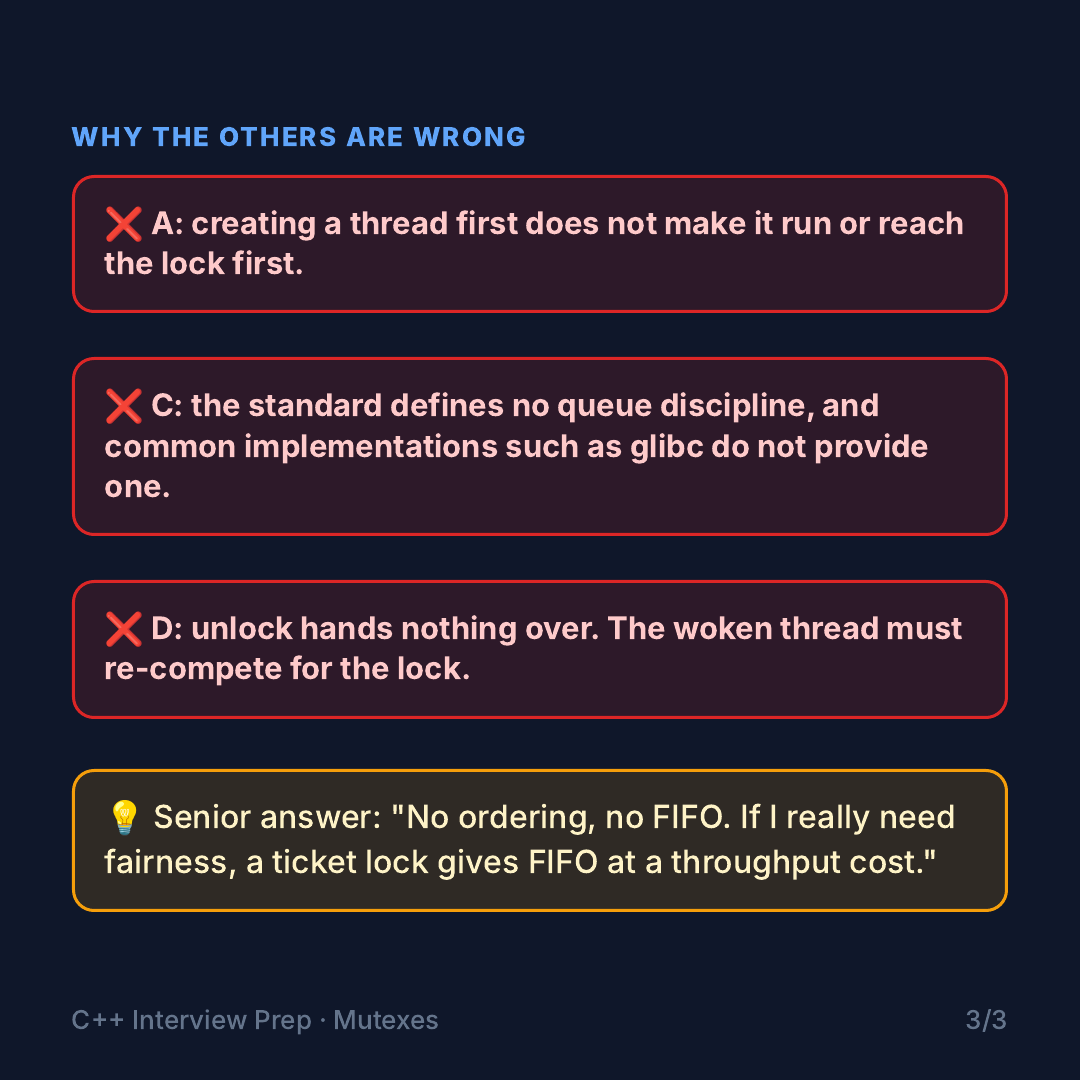 WHY THE OTHERS ARE WRONG
❌ A: creating a thread first does not make it run or reach
the lock first.
❌ C: the standard defines no queue discipline, and
common implementations such as glibc do not provide
one.
❌ D: unlock hands nothing over. The woken thread must
re-compete for the lock.
💡 Senior answer: "No ordering, no FIFO. If I really need
fairness, a ticket lock gives FIFO at a throughput cost."
C++ Interview Prep · Mutexes
3/3